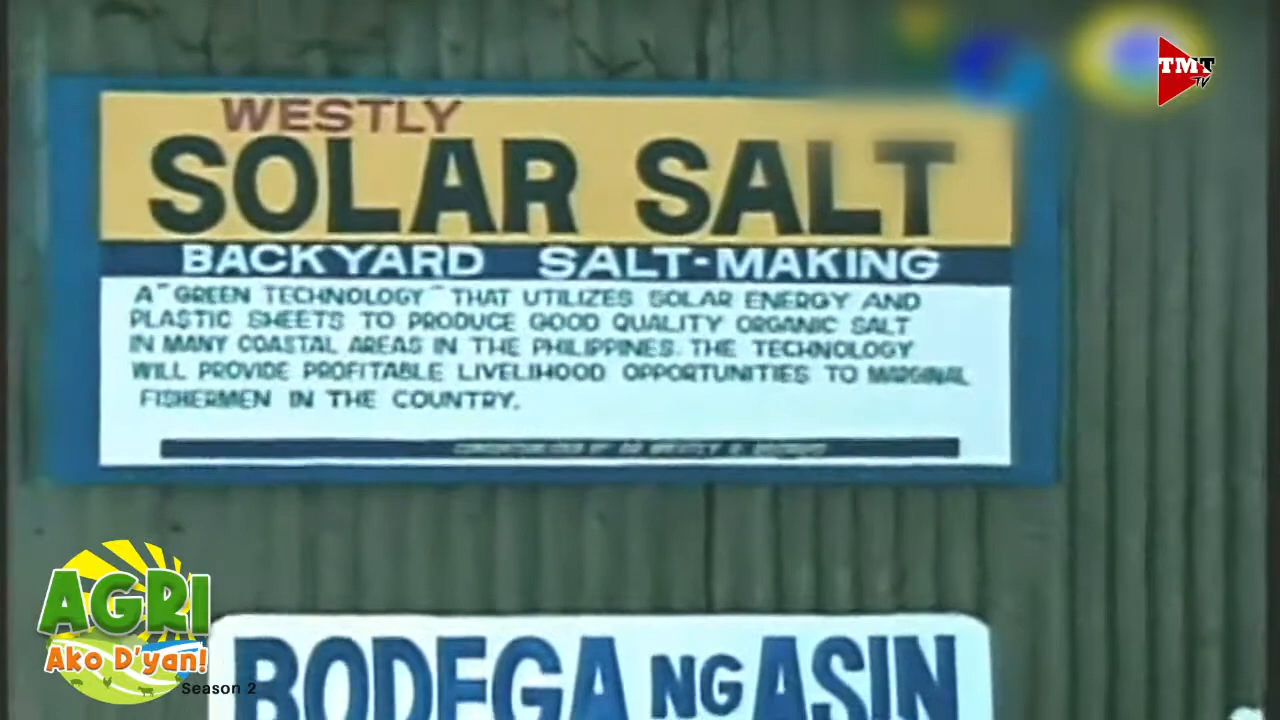 TMT
TV
WESTLY
SOLAR SALT
BACKYARD SALT-MAKING
A "GREEN TECHNOLOGY" THAT UTILIZES SOLAR ENERGY AND
PLASTIC SHEETS TO PRODUCE GOOD QUALITY ORGANIC SALT
IN MANY COASTAL AREAS IN THE PHILIPPINES. THE TECHNOLOGY
WILL PROVIDE PROFITABLE LIVELIHOOD OPPORTUNITIES TO MARGINAL
FISHERMEN IN THE COUNTRY.
AGRI
Ako D'yan!
Season 2
BODEGA NG ASIN